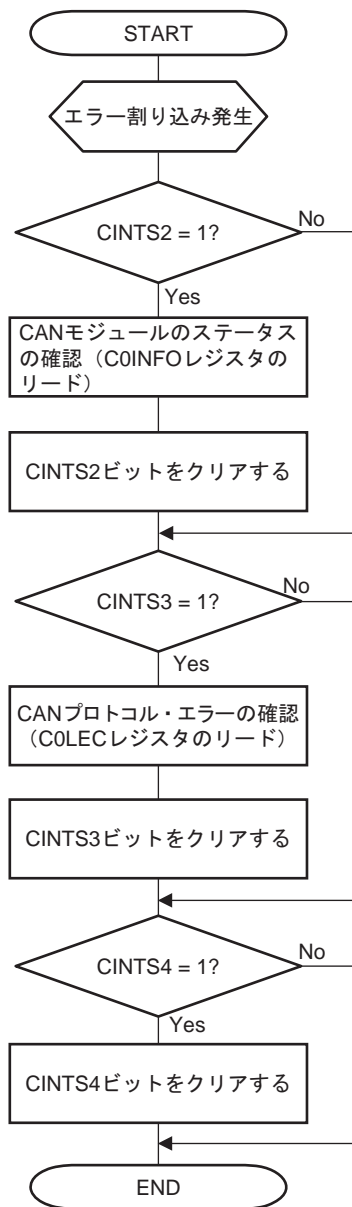 START
エラー割り込み発生
CINTS2 = 1?
No
Yes
CANモジュールのステータス
の確認（C0INFOレジスタの
リード）
CINTS2ビットをクリアする
CINTS3 = 1?
No
Yes
CANプロトコル・エラーの確認
（C0LECレジスタのリード）
CINTS3ビットをクリアする
CINTS4 = 1?
No
Yes
CINTS4ビットをクリアする
END